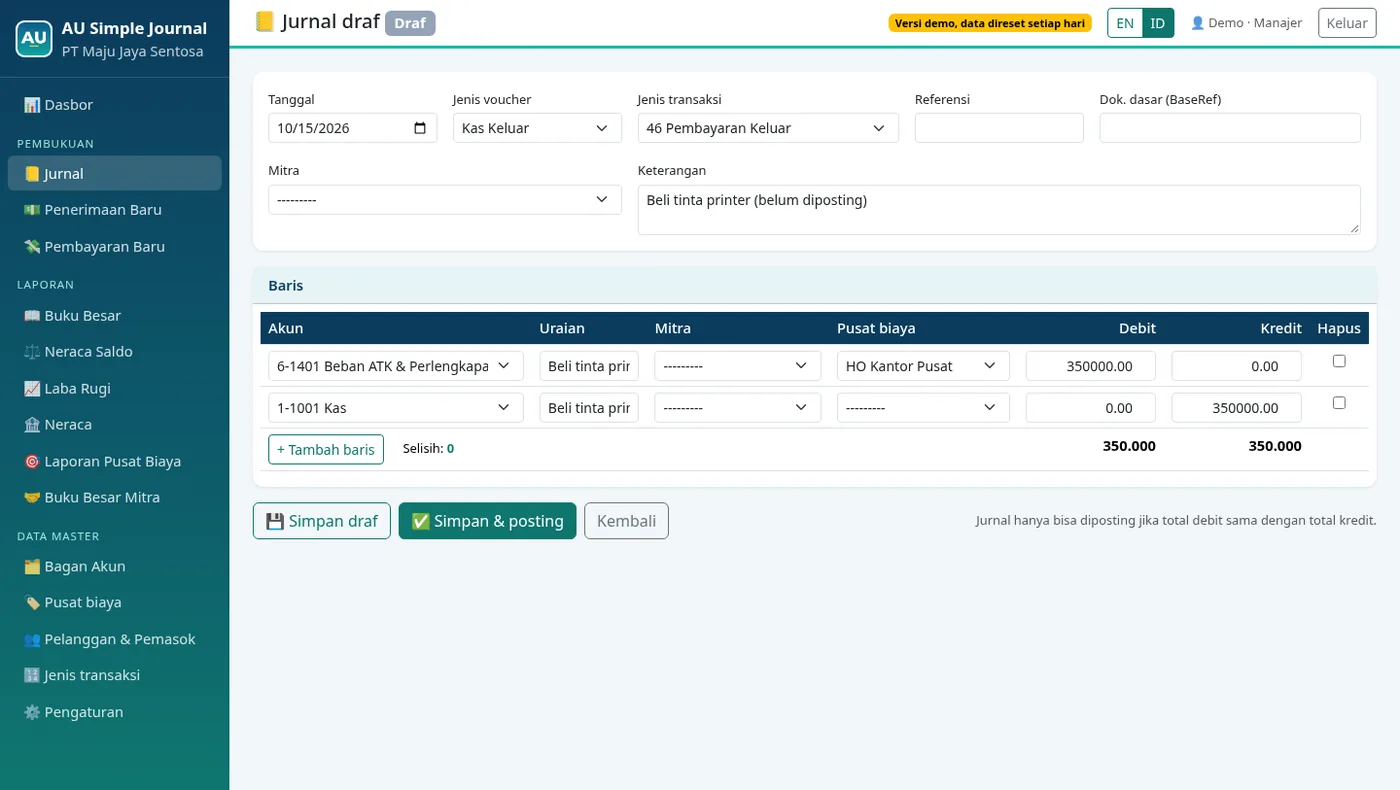 AU
AU Simple Journal
PT Maju Jaya Sentosa
Dasbor
PEMBUKUAN
Jurnal
Penerimaan Baru
Pembayaran Baru
LAPORAN
Buku Besar
Neraca Saldo
Laba Rugi
Neraca
Laporan Pusat Biaya
Buku Besar Mitra
DATA MASTER
Bagan Akun
Pusat biaya
Pelanggan & Pemasok
Jenis transaksi
Pengaturan
Jurnal draf Draf
Versi demo, data direset setiap hari EN ID Demo · Manajer Keluar
Tanggal Jenis voucher Jenis transaksi Referensi Dok. dasar (BaseRef)
10/15/2026 Kas Keluar 46 Pembayaran Keluar
Mitra Keterangan
--------- Beli tinta printer (belum diposting)
Baris
Akun Uraian Mitra Pusat biaya Debit Kredit Hapus
6-1401 Beban ATK & Perlengkapa Beli tinta prir --------- HO Kantor Pusat 350000.00 0.00
1-1001 Kas Beli tinta prir --------- --------- 0.00 350000.00
+ Tambah baris Selisih: 0 350.000 350.000
Simpan draf Simpan & posting Kembali Jurnal hanya bisa diposting jika total debit sama dengan total kredit.